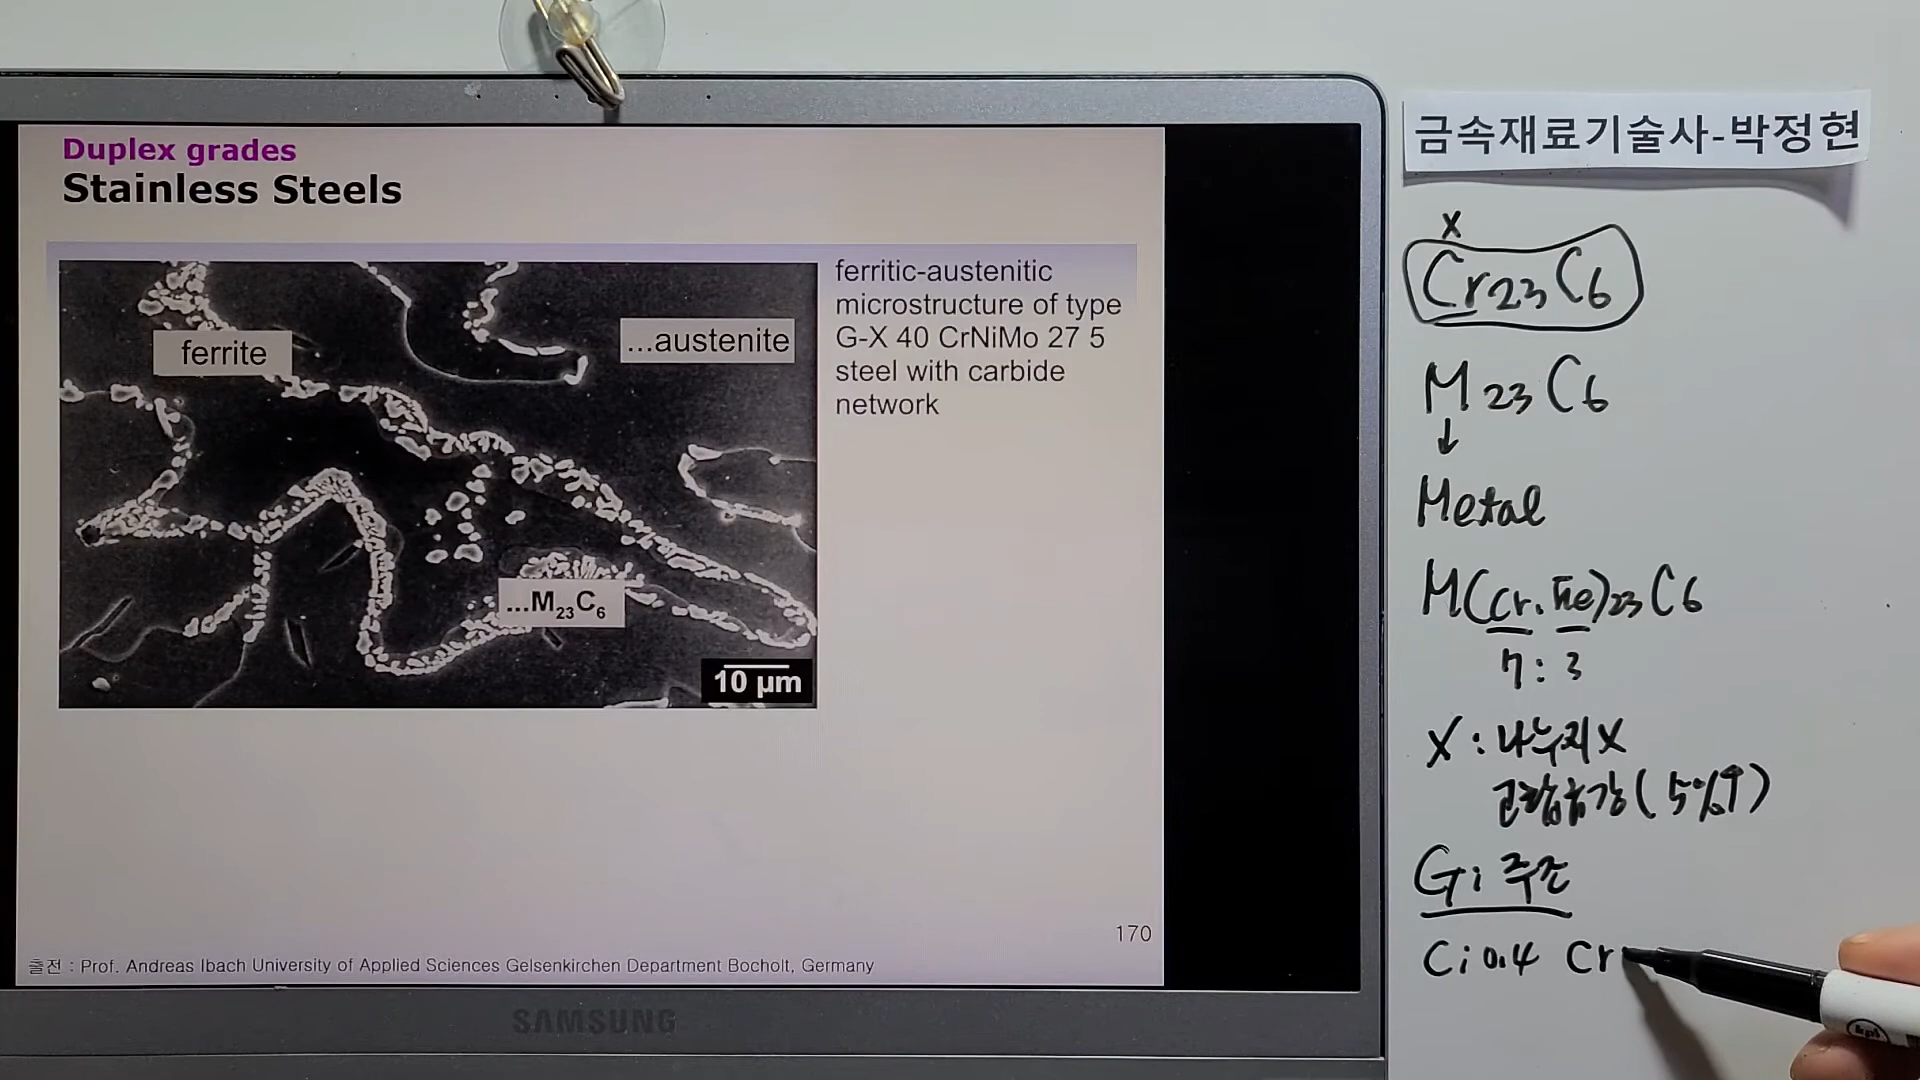 Duplex grades
Stainless Steels
ferrite
...austenite
...M₂₃C₆
10 µm
ferritic-austenitic
microstructure of type
G-X 40 CrNiMo 27 5
steel with carbide
network
170
출전 : Prof. Andreas Ibach University of Applied Sciences Gelsenkirchen Department Bocholt, Germany
SAMSUNG
금속재료기술사-박정현
x
Cr23C6
M23C6
↓
Metal
M(Cr.Fe)23C6
7:3
X: 나누지X
고합금강(5%↑)
G: 주조
C: 0.4 Cr